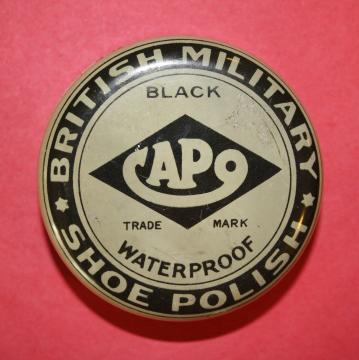 BRITISH MILITARY
BLACK
CAPO
TRADE MARK
WATERPROOF
SHOE POLISH